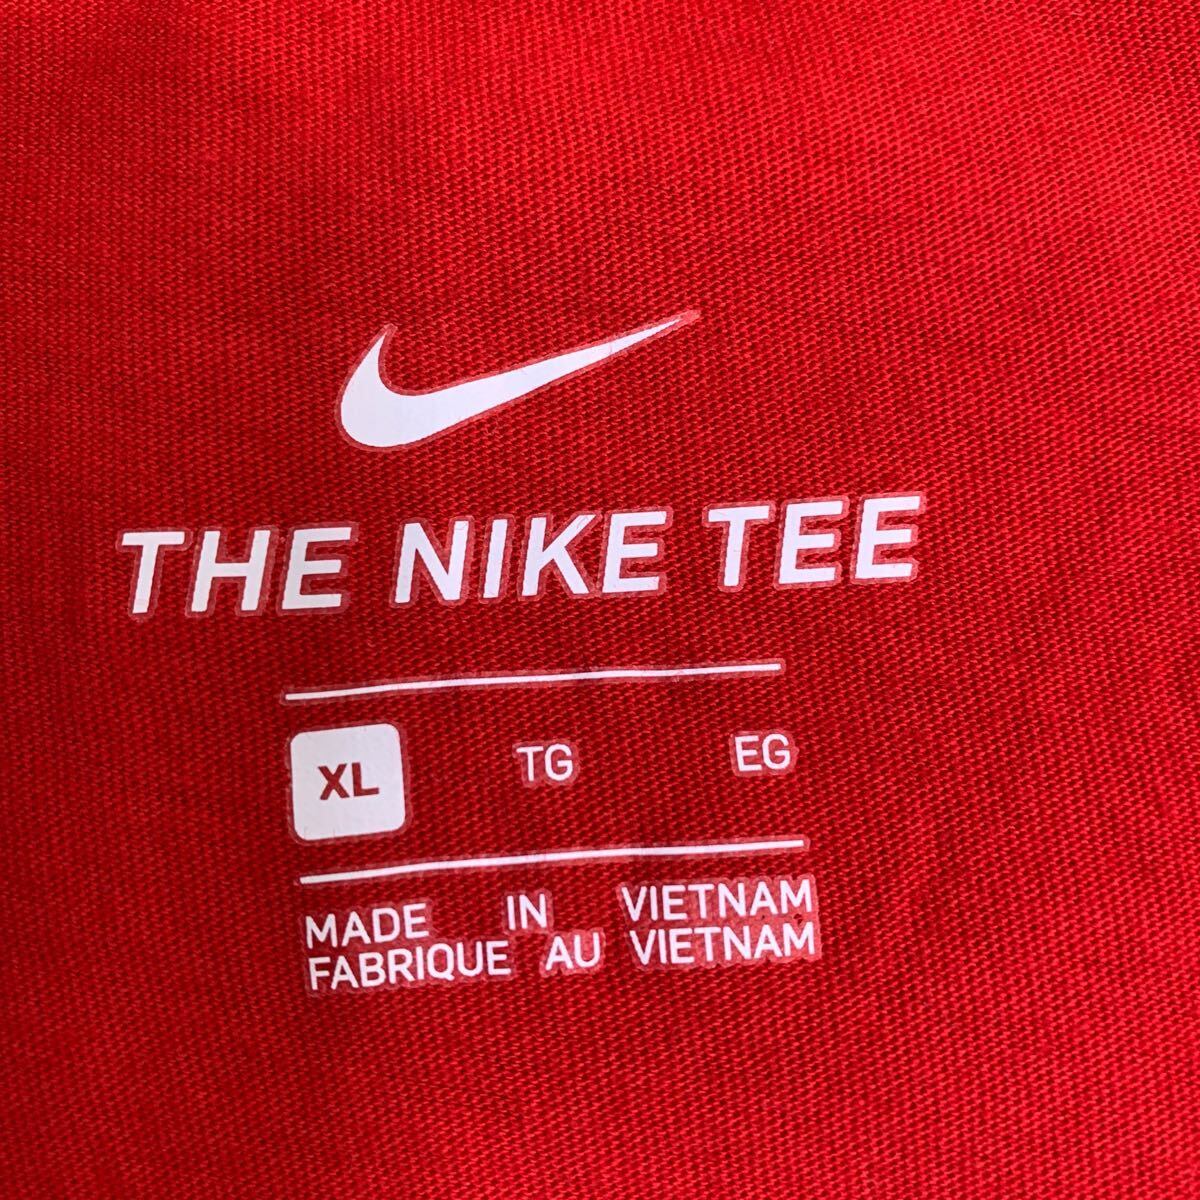 THE NIKE TEE
XL TG EG
MADE IN VIETNAM
FABRIQUE AU VIETNAM